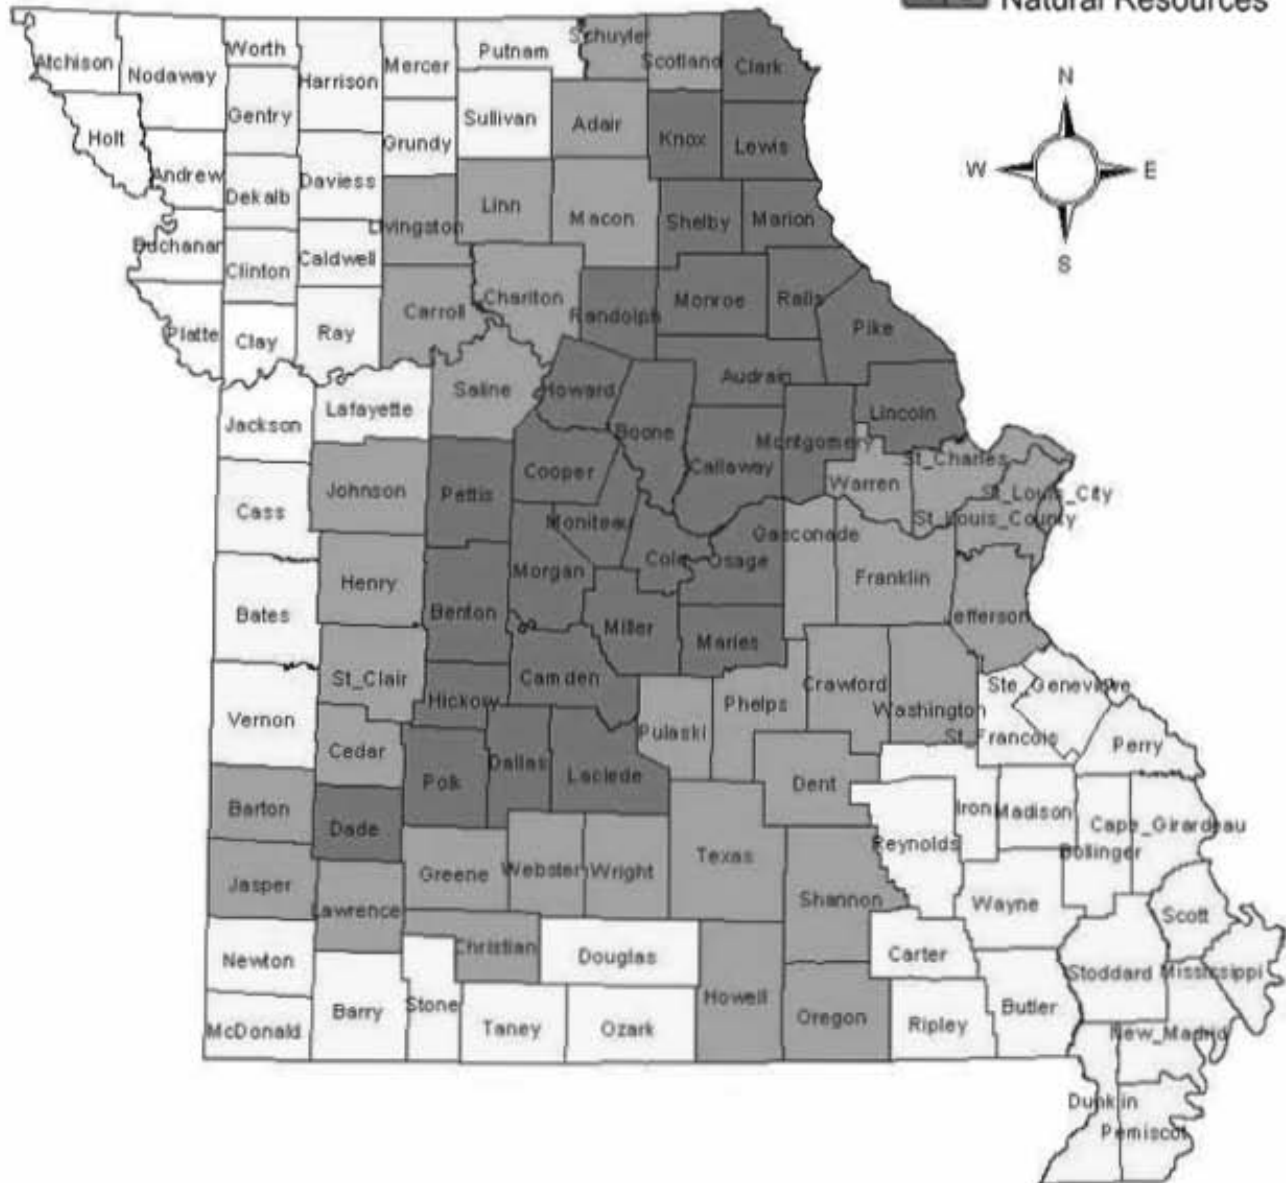 Natural Resources
N
W
E
S
Atchison
Nodaway
Worth
Harrison
Mercer
Putnam
Schuyler
Scotland
Clark
Holt
Gentry
Grundy
Sullivan
Adair
Knox
Lewis
Andrew
Dekalb
Daviess
Livingston
Linn
Macon
Shelby
Marion
Buchanan
Clinton
Caldwell
Carroll
Chariton
Randolph
Monroe
Ralls
Pike
Platte
Clay
Ray
Saline
Howard
Audrain
Jackson
Lafayette
Boone
Lincoln
Cooper
Callaway
Montgomery
St_Charles
Warren
Johnson
Pettis
St_Louis_City
St_Louis_County
Cass
Moniteau
Gasconade
Henry
Morgan
Cole
Osage
Franklin
Bates
Benton
Miller
Maries
Jefferson
St_Clair
Hickory
Camden
Phelps
Crawford
Washington
Ste_Genevieve
Vernon
Cedar
Pulaski
St_Francois
Perry
Polk
Dallas
Laclede
Dent
Barton
Dade
Texas
Reynolds
Iron
Madison
Cape_Girardeau
Bollinger
Jasper
Lawrence
Greene
Webster
Wright
Shannon
Wayne
Scott
Newton
Christian
Douglas
Carter
Stoddard
Mississippi
McDonald
Barry
Stone
Taney
Ozark
Howell
Oregon
Ripley
Butler
New_Madrid
Dunklin
Pemiscot